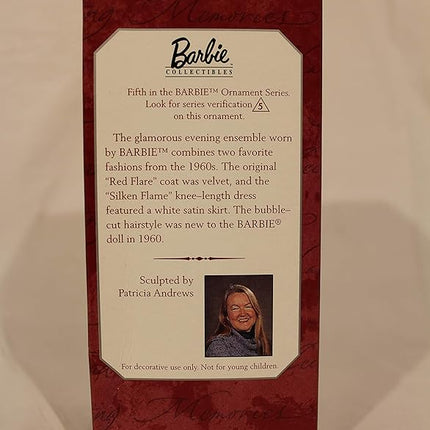 Memories
Barbie™
COLLECTIBLES
Fifth in the BARBIE™ Ornament Series.
Look for series verification 5
on this ornament.
The glamorous evening ensemble worn
by BARBIE™ combines two favorite
fashions from the 1960s. The original
“Red Flare” coat was velvet, and the
“Silken Flame” knee–length dress
featured a white satin skirt. The bubble–
cut hairstyle was new to the BARBIE®
doll in 1960.
Sculpted by
Patricia Andrews
For decorative use only. Not for young children.
Memories